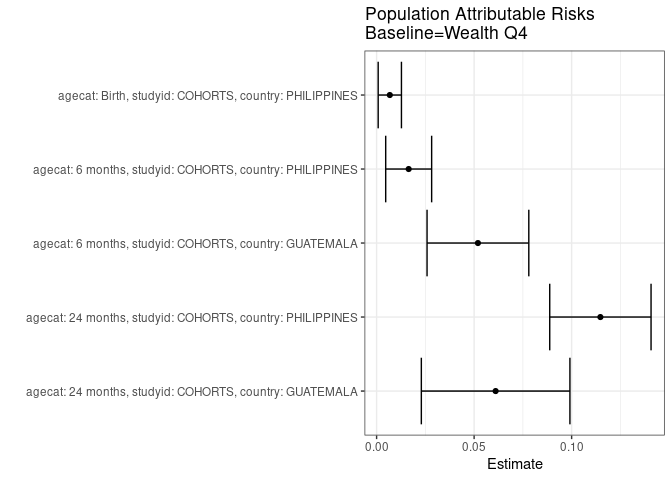 Population Attributable Risks
Baseline=Wealth Q4
agecat: Birth, studyid: COHORTS, country: PHILIPPINES
agecat: 6 months, studyid: COHORTS, country: PHILIPPINES
agecat: 6 months, studyid: COHORTS, country: GUATEMALA
agecat: 24 months, studyid: COHORTS, country: PHILIPPINES
agecat: 24 months, studyid: COHORTS, country: GUATEMALA
0.00 0.05 0.10
Estimate